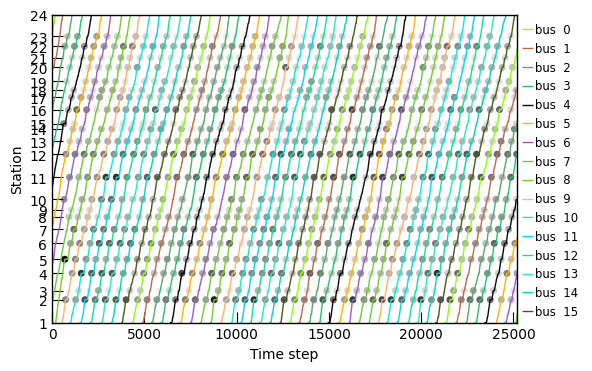 24
23
22
21
20
19
18
17
16
15
14
13
12
11
10
9
8
7
6
5
4
3
2
1
Station
0
5000
10000
15000
20000
25000
Time step
bus 0
bus 1
bus 2
bus 3
bus 4
bus 5
bus 6
bus 7
bus 8
bus 9
bus 10
bus 11
bus 12
bus 13
bus 14
bus 15